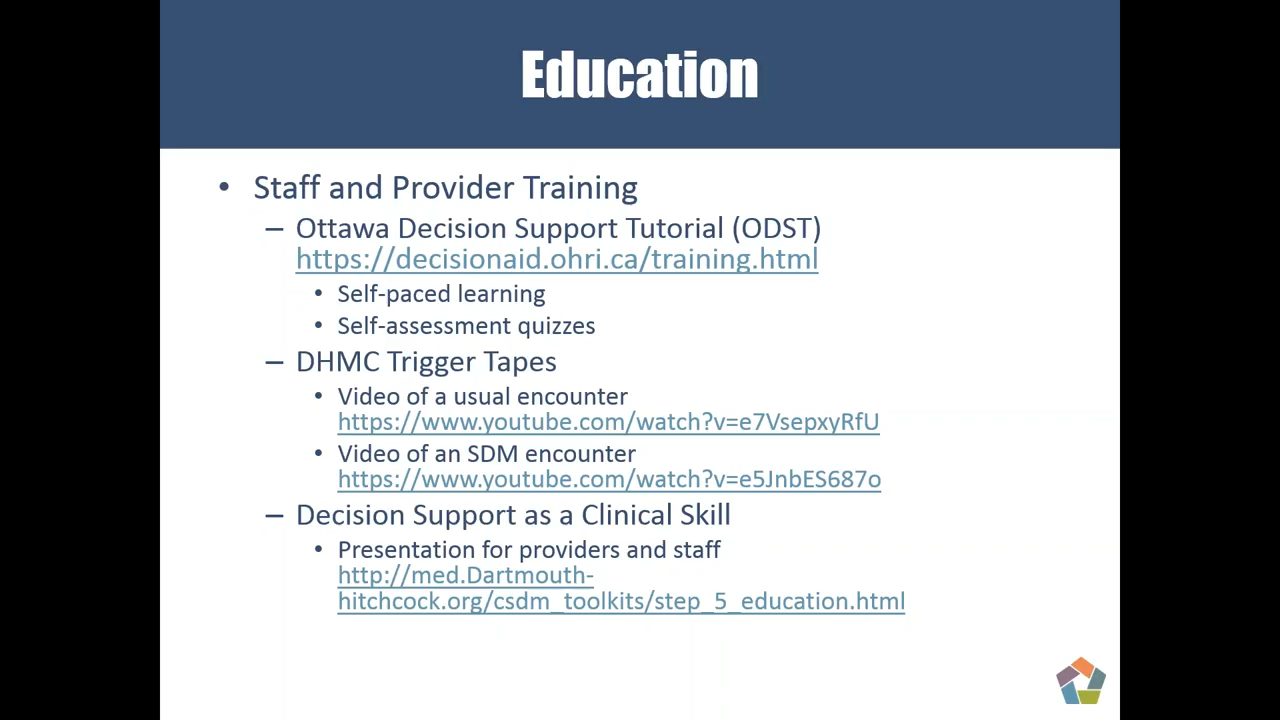 Education
• Staff and Provider Training
– Ottawa Decision Support Tutorial (ODST)
https://decisionaid.ohri.ca/training.html
• Self-paced learning
• Self-assessment quizzes
– DHMC Trigger Tapes
• Video of a usual encounter
https://www.youtube.com/watch?v=e7VsepxyRfU
• Video of an SDM encounter
https://www.youtube.com/watch?v=e5JnbES687o
– Decision Support as a Clinical Skill
• Presentation for providers and staff
http://med.Dartmouth-
hitchcock.org/csdm_toolkits/step_5_education.html